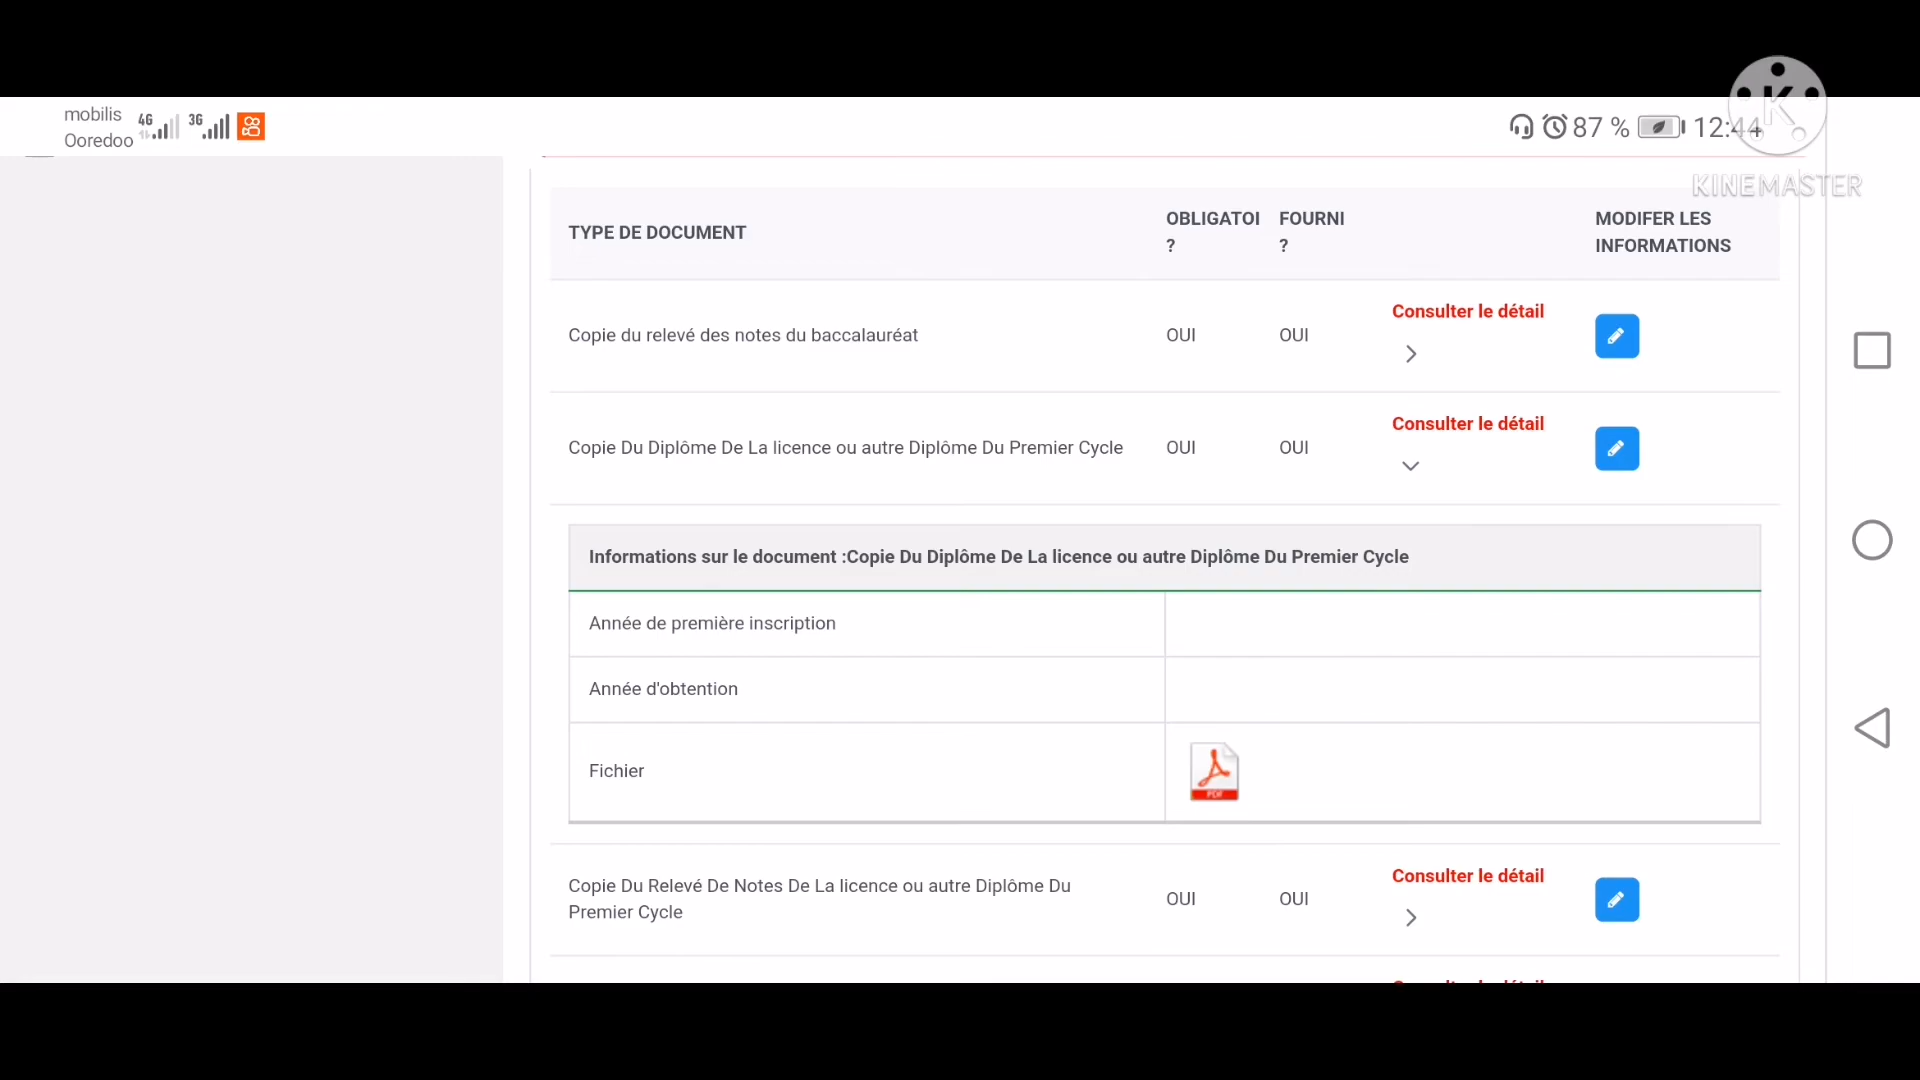 mobilis
Ooredoo
4G
3G
87 %
12:44
KINEMASTER
TYPE DE DOCUMENT
OBLIGATOI
?
FOURNI
?
MODIFER LES
INFORMATIONS
Copie du relevé des notes du baccalauréat
OUI
OUI
Consulter le détail
Copie Du Diplôme De La licence ou autre Diplôme Du Premier Cycle
OUI
OUI
Consulter le détail
Informations sur le document :Copie Du Diplôme De La licence ou autre Diplôme Du Premier Cycle
Année de première inscription
Année d'obtention
Fichier
PDF
Copie Du Relevé De Notes De La licence ou autre Diplôme Du
Premier Cycle
OUI
OUI
Consulter le détail